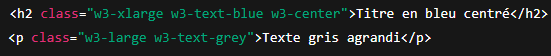 <h2 class="w3-xlarge w3-text-blue w3-center">Titre en bleu centré</h2>
<p class="w3-large w3-text-grey">Texte gris agrandi</p>